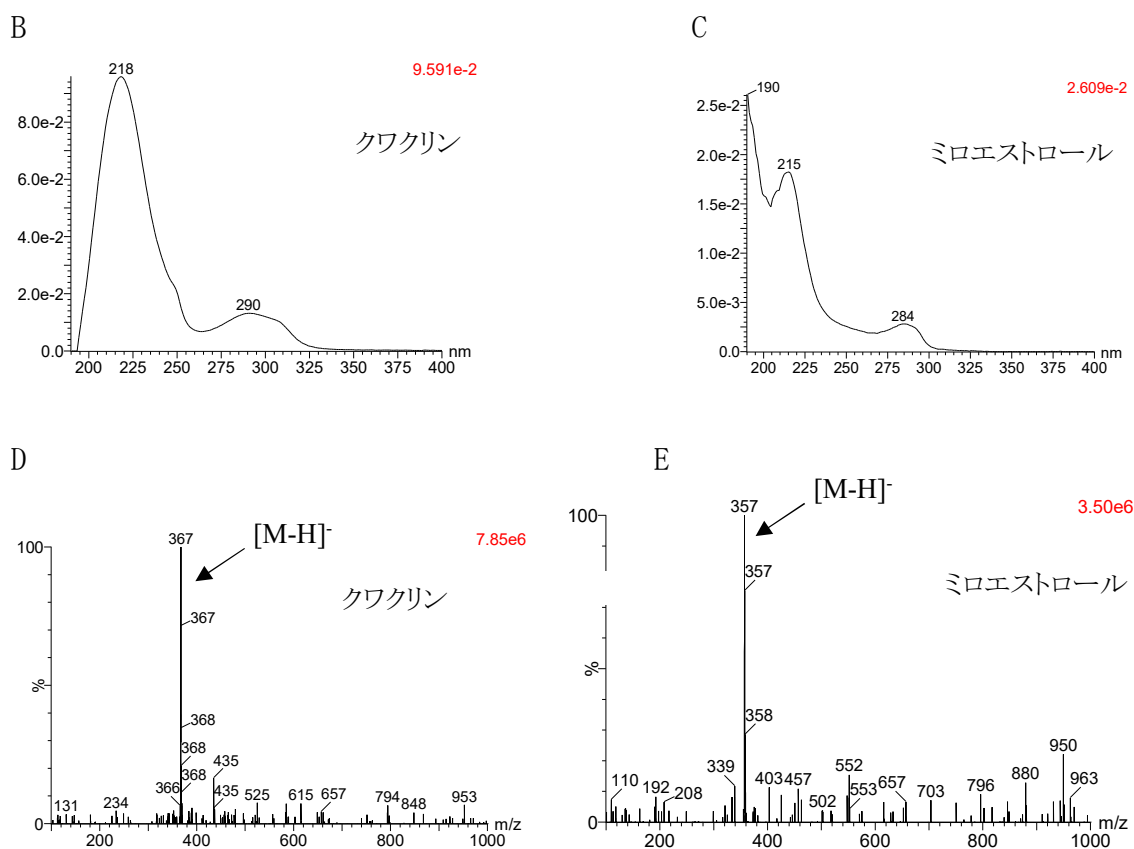 B
218
9.591e-2
クワクリン
8.0e-2
6.0e-2
4.0e-2
2.0e-2
0.0
290
nm
200 225 250 275 300 325 350 375 400
C
190
2.609e-2
ミロエストロール
2.5e-2
2.0e-2
1.5e-2
1.0e-2
5.0e-3
0.0
215
284
nm
200 225 250 275 300 325 350 375 400
D
[M-H]-
7.85e6
クワクリン
100
%
0
367
367
368
368
368
366
435
435
131
234
525
615
657
794
848
953
m/z
200 400 600 800 1000
E
[M-H]-
3.50e6
ミロエストロール
100
%
0
357
357
358
339
110
192
208
403
457
502
552
553
657
703
796
880
950
963
m/z
200 400 600 800 1000